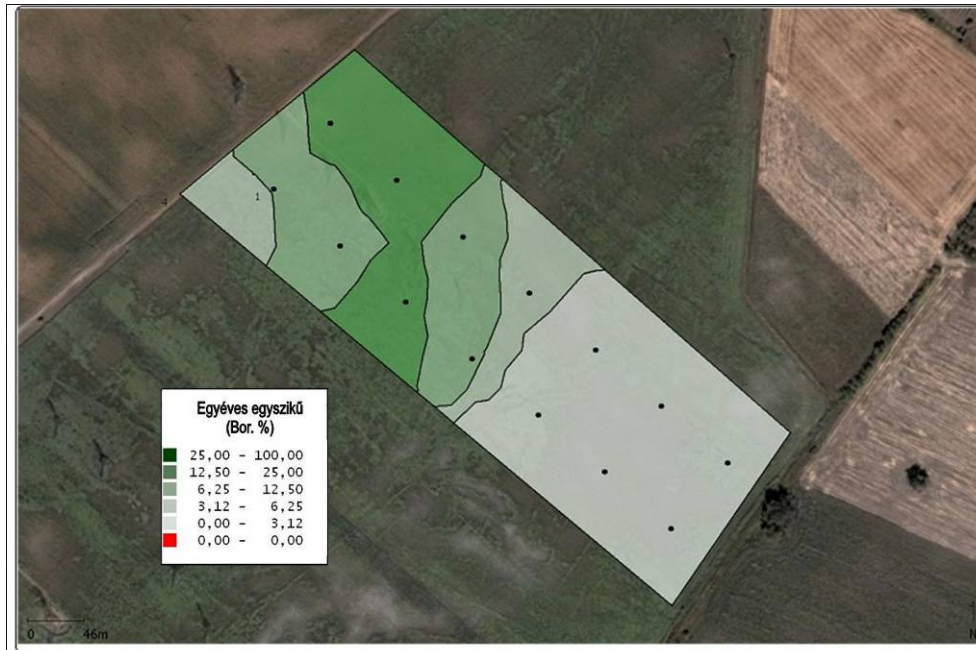 4
1
Egyéves egyszikű
(Bor. %)
25,00 - 100,00
12,50 - 25,00
6,25 - 12,50
3,12 - 6,25
0,00 - 3,12
0,00 - 0,00
0 46m
N